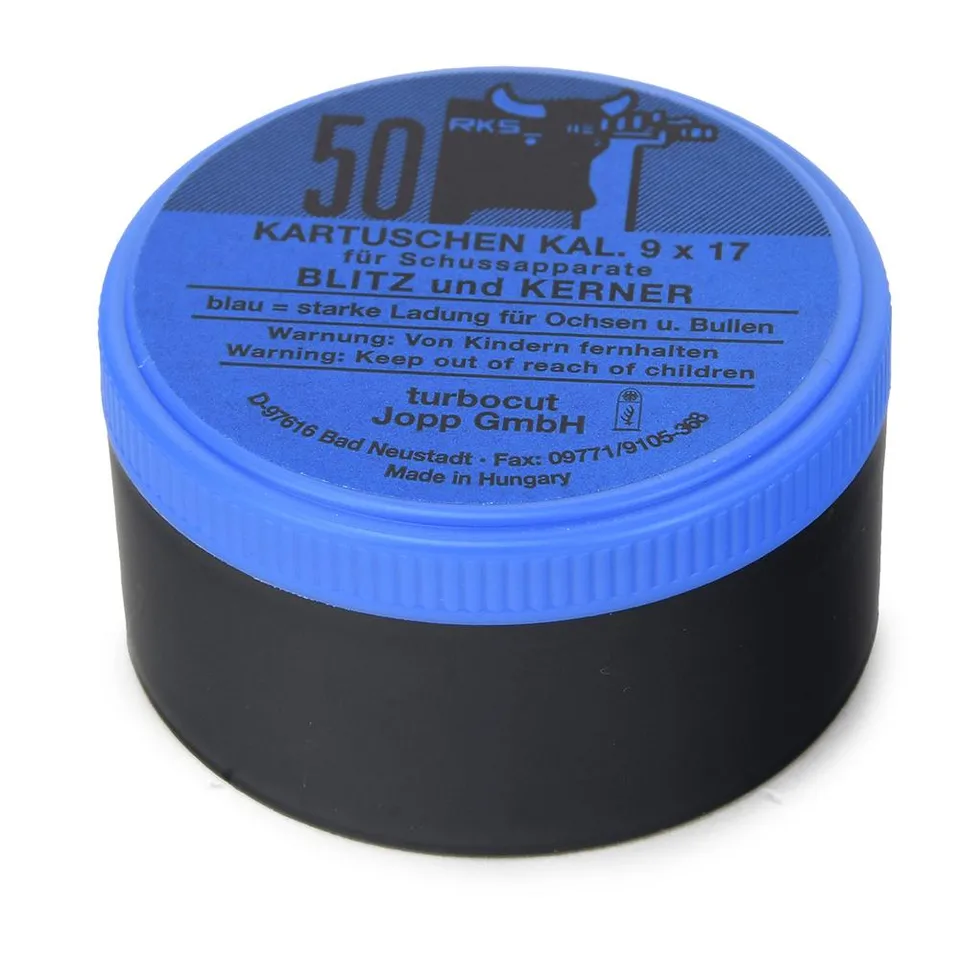 50
RKS
KARTUSCHEN KAL. 9 x 17
für Schussapparate
BLITZ und KERNER
blau = starke Ladung für Ochsen u. Bullen
Warnung: Von Kindern fernhalten
Warning: Keep out of reach of children
turbocut
Jopp GmbH
D-97616 Bad Neustadt · Fax: 09771/9105-368
Made in Hungary